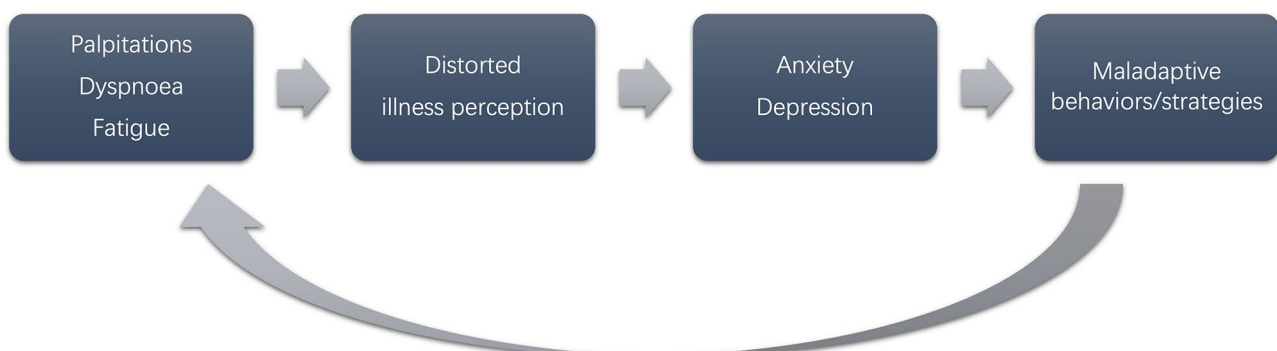 Palpitations
Dyspnoea
Fatigue
Distorted
illness perception
Anxiety
Depression
Maladaptive
behaviors/strategies